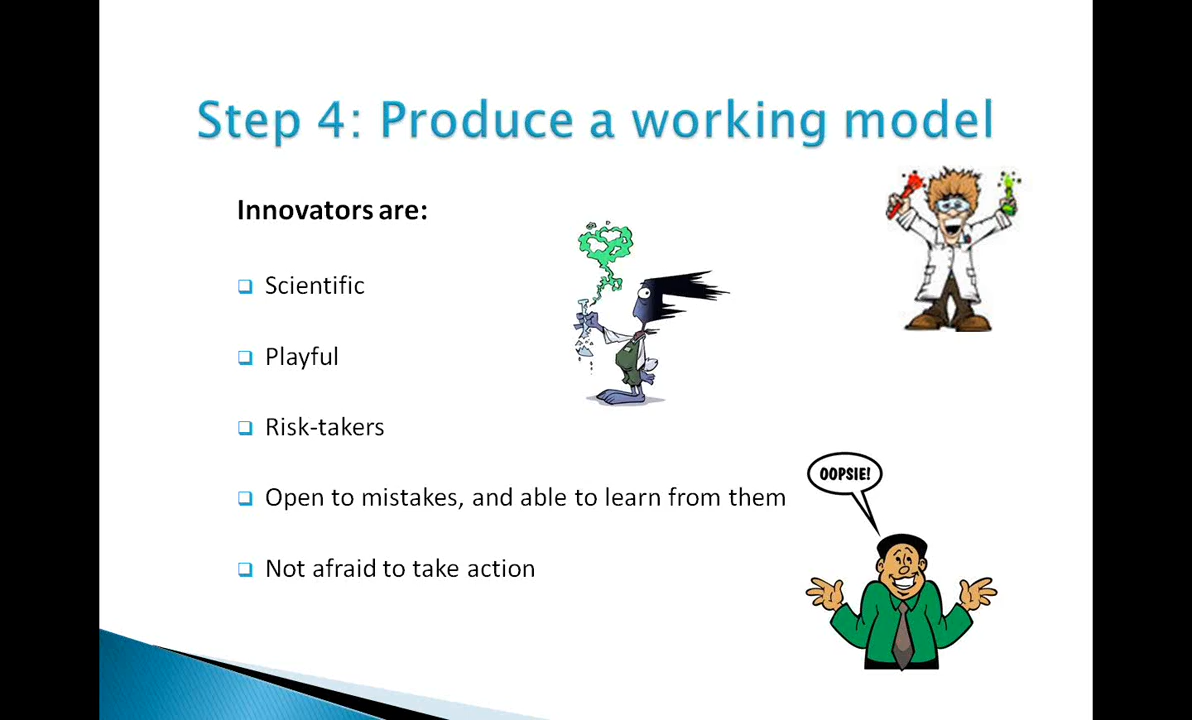 Step 4: Produce a working model
Innovators are:
Scientific
Playful
Risk-takers
Open to mistakes, and able to learn from them
Not afraid to take action
OOPSIE!